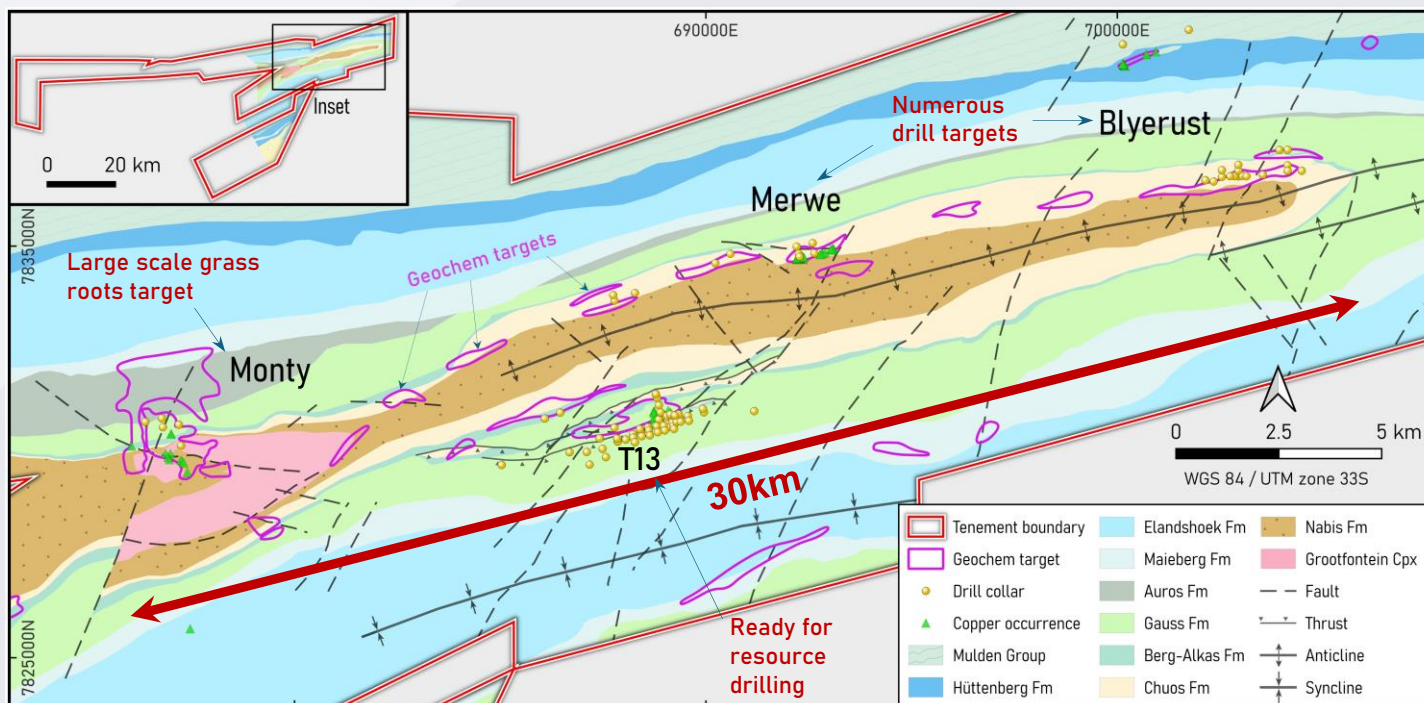 690000E
700000E
7835000N
7825000N
Inset
0 20 km
Numerous
drill targets
Blyerust
Merwe
Large scale grass
roots target
Geochem targets
Monty
T13
30km
Ready for
resource
drilling
0 2.5 5 km
WGS 84 / UTM zone 33S
Tenement boundary
Geochem target
Drill collar
Copper occurrence
Mulden Group
Hüttenberg Fm
Elandshoek Fm
Maieberg Fm
Auros Fm
Gauss Fm
Berg-Alkas Fm
Chuos Fm
Nabis Fm
Grootfontein Cpx
Fault
Thrust
Anticline
Syncline